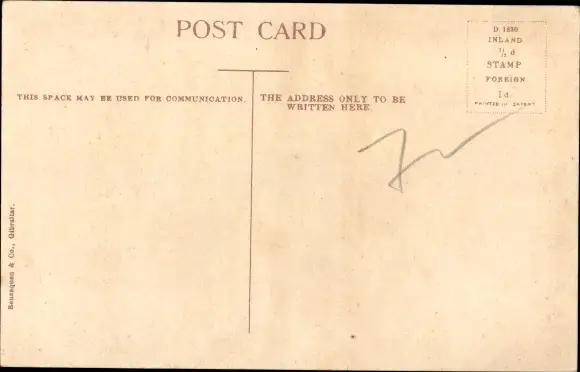 POST CARD
D. 1830
INLAND
½ d
STAMP
FOREIGN
1d.
PRINTED IN SAXONY
THIS SPACE MAY BE USED FOR COMMUNICATION.
THE ADDRESS ONLY TO BE
WRITTEN HERE.
Benzaquen & Co., Gibraltar.